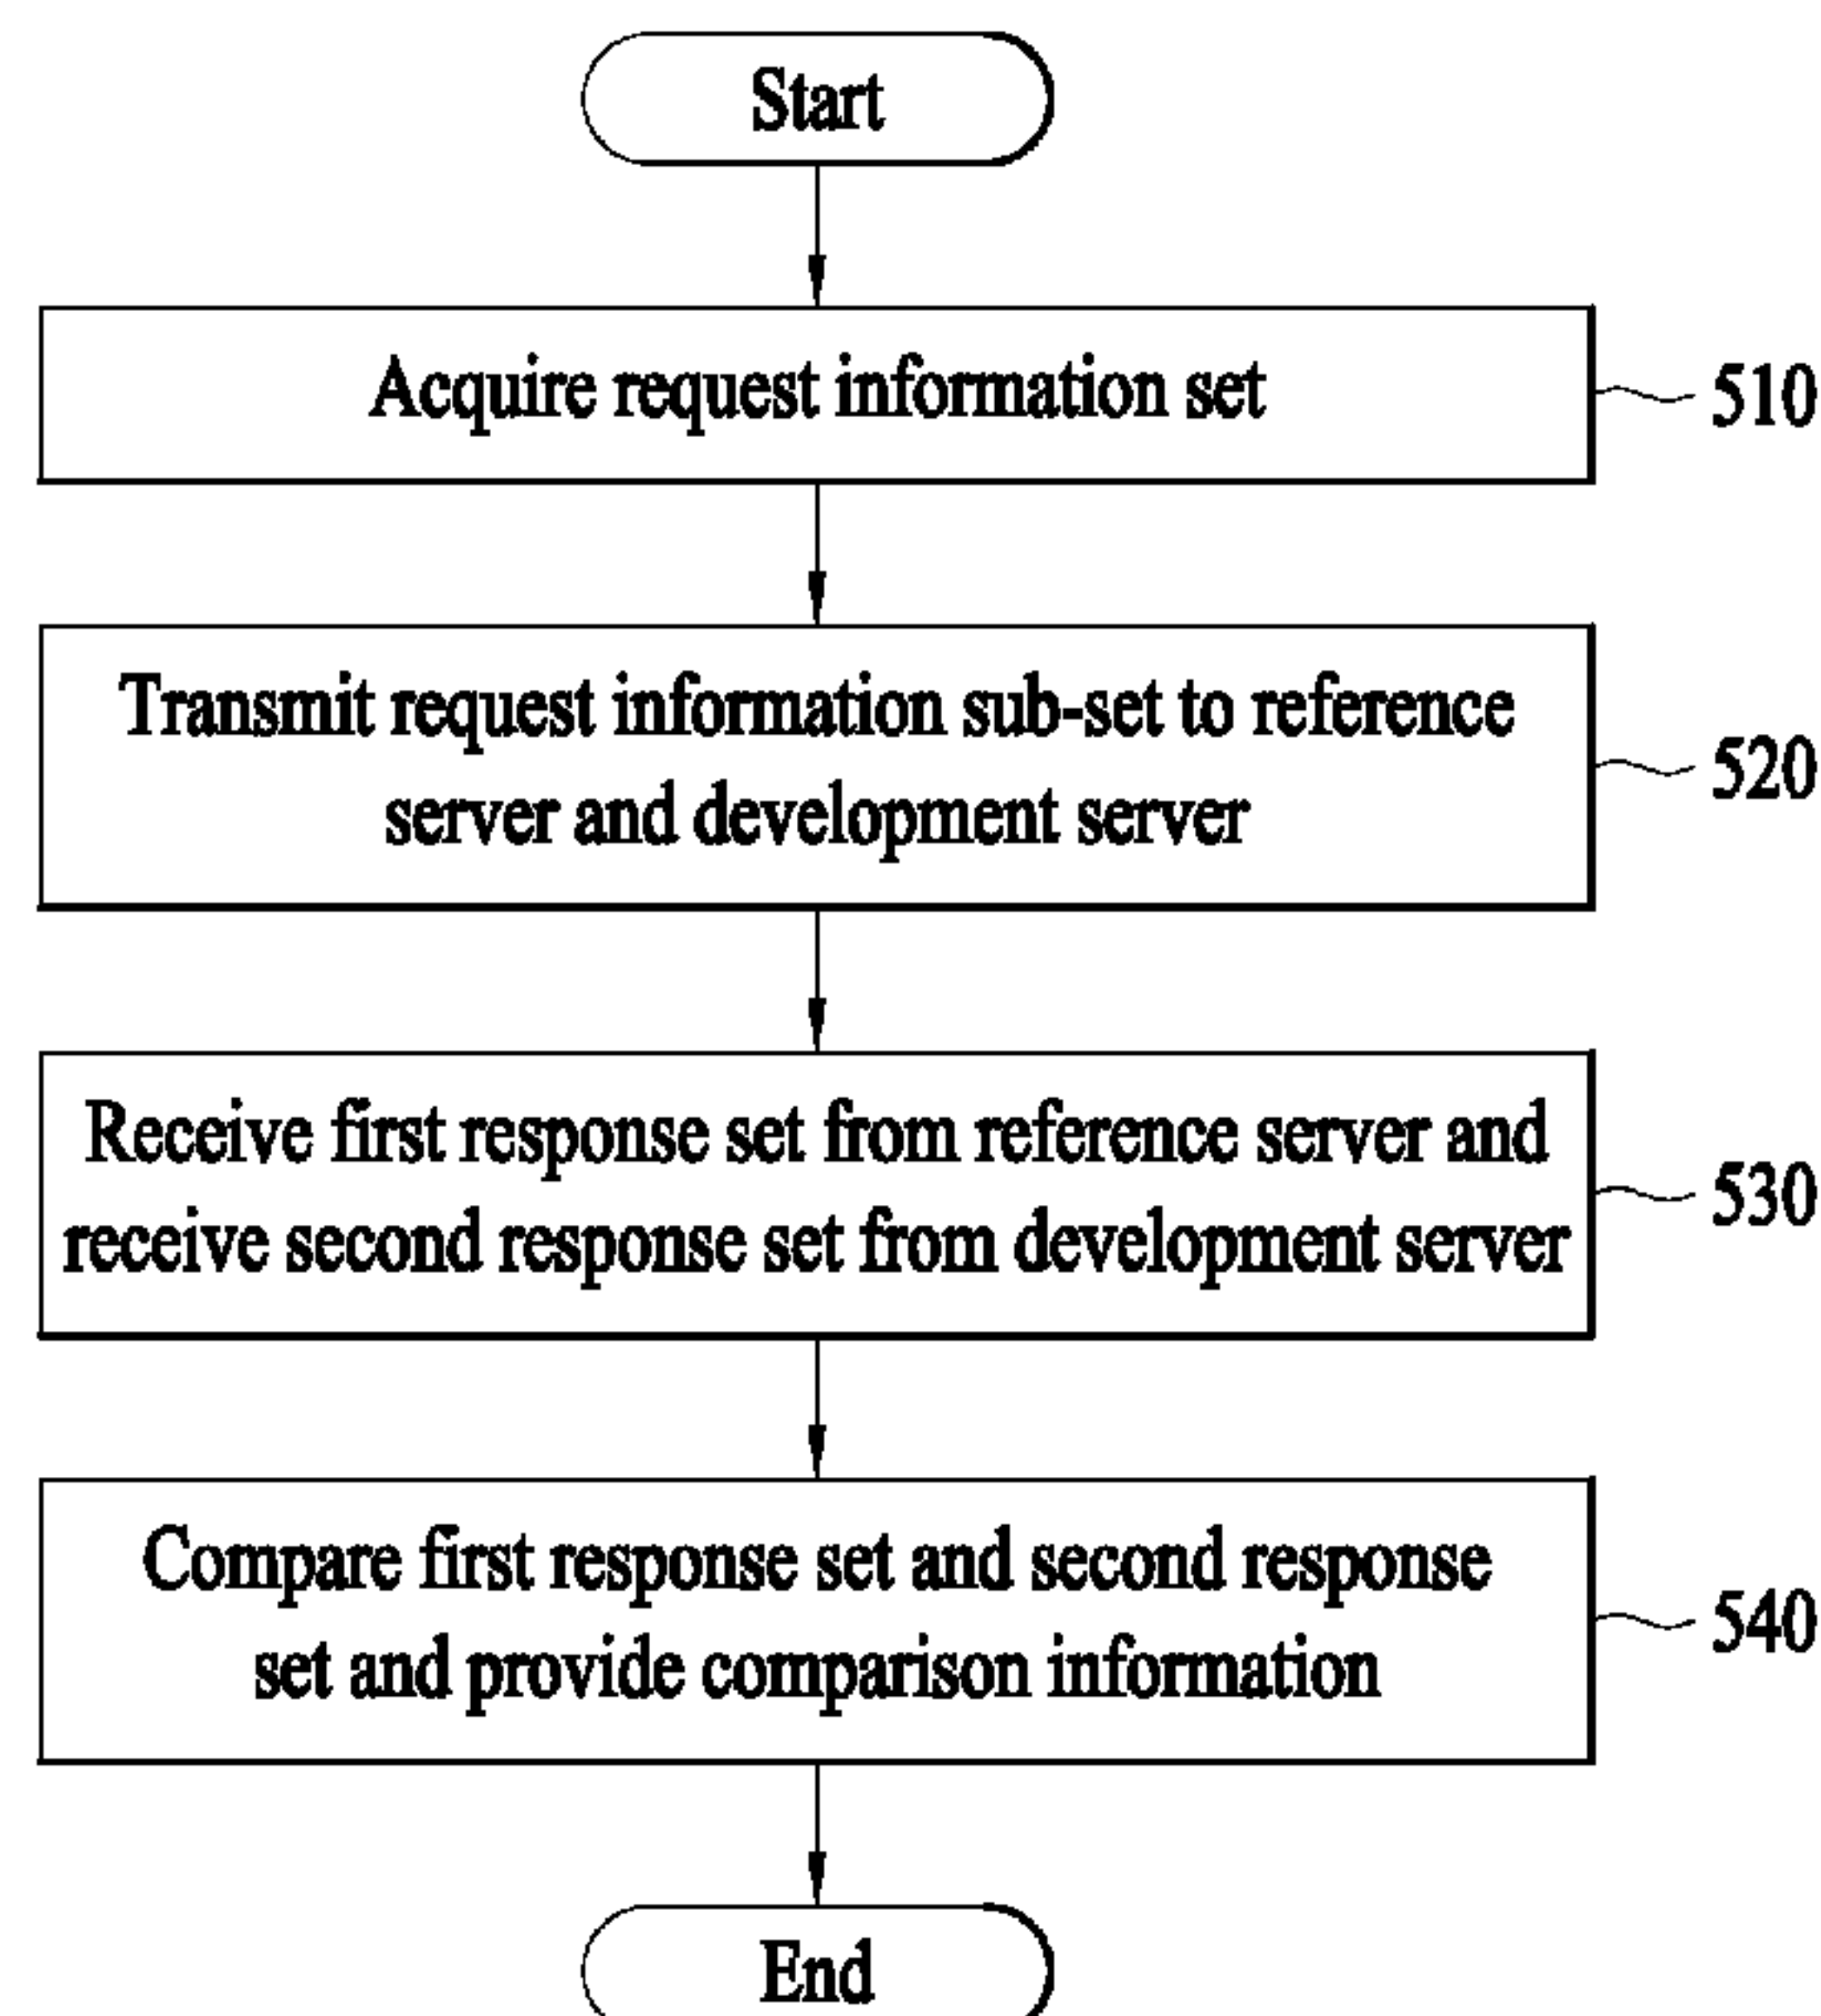 Start
Acquire request information set
510
Transmit request information sub-set to reference
server and development server
520
Receive first response set from reference server and
receive second response set from development server
530
Compare first response set and second response
set and provide comparison information
540
End